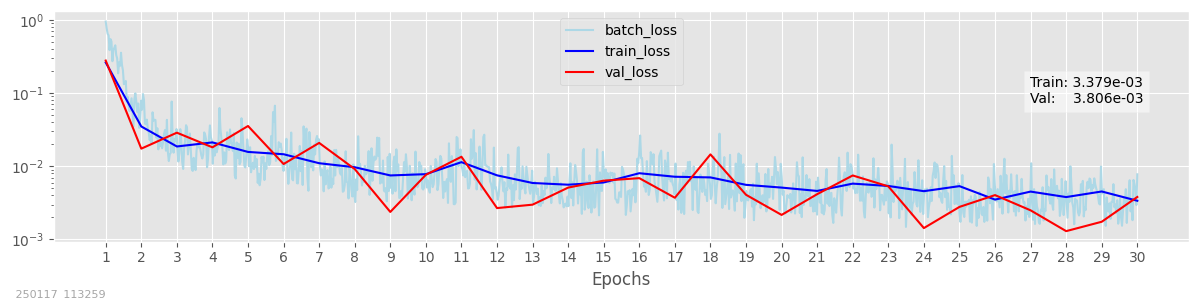 10⁰
10⁻¹
10⁻²
10⁻³
batch_loss
train_loss
val_loss
Train: 3.379e-03
Val: 3.806e-03
1 2 3 4 5 6 7 8 9 10 11 12 13 14 15 16 17 18 19 20 21 22 23 24 25 26 27 28 29 30
Epochs
250117_113259